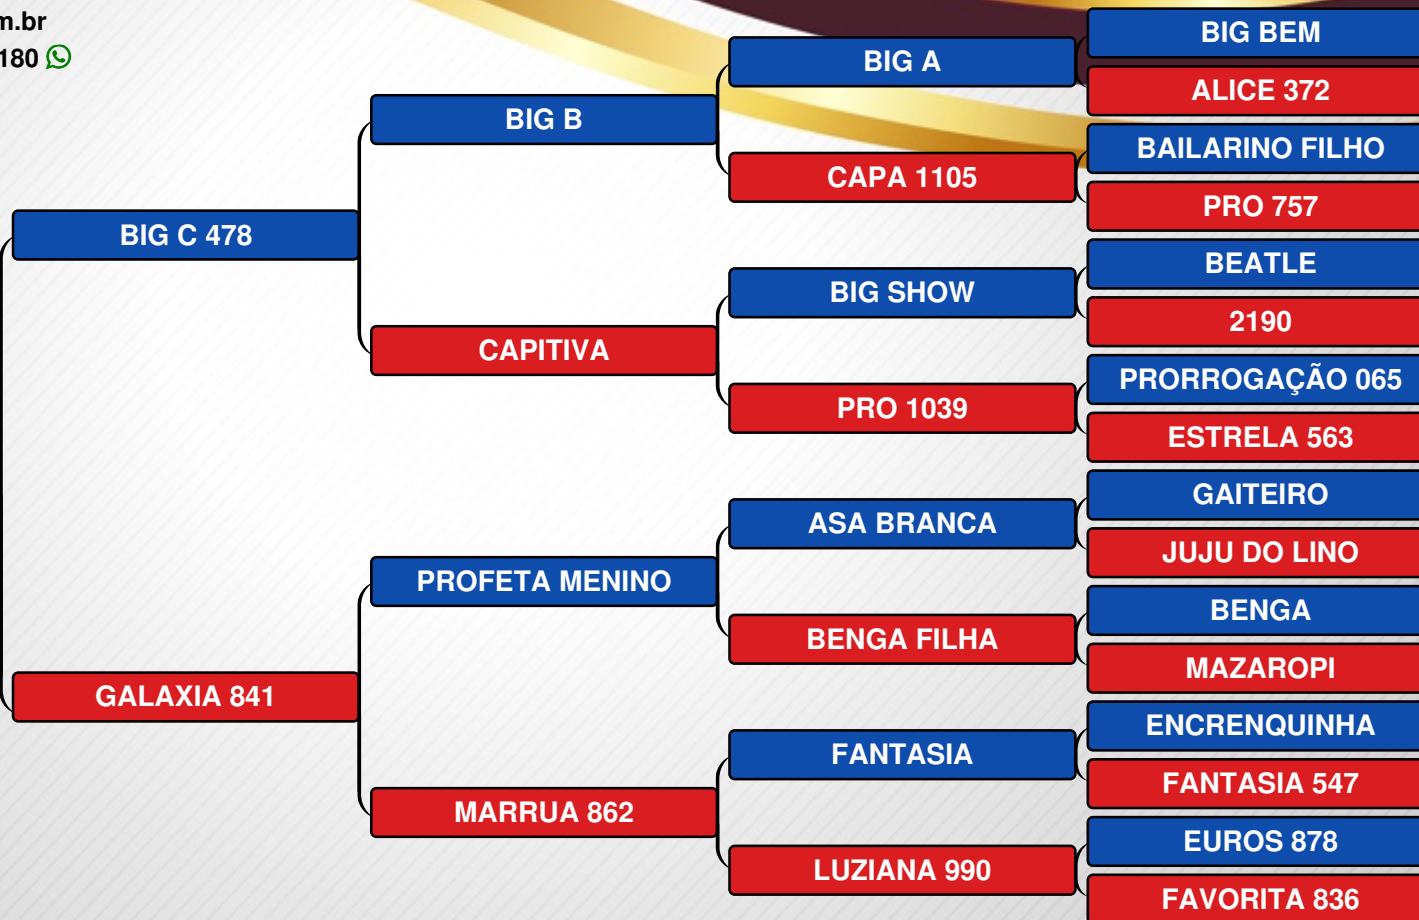 m.br
180
BIG C 478
GALAXIA 841
BIG B
CAPITIVA
PROFETA MENINO
MARRUA 862
BIG A
CAPA 1105
BIG SHOW
PRO 1039
ASA BRANCA
BENGA FILHA
FANTASIA
LUZIANA 990
BIG BEM
ALICE 372
BAILARINO FILHO
PRO 757
BEATLE
2190
PRORROGAÇÃO 065
ESTRELA 563
GAITEIRO
JUJU DO LINO
BENGA
MAZAROPI
ENCRENQUINHA
FANTASIA 547
EUROS 878
FAVORITA 836